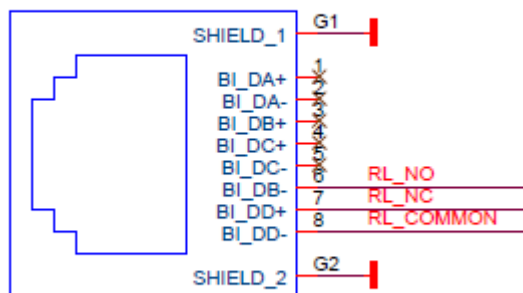 SHIELD_1 G1
BI_DA+ 1
BI_DA- 2
BI_DB+ 3
BI_DC+ 4
BI_DC- 5
BI_DB- 6 RL_NO
BI_DD+ 7 RL_NC
BI_DD- 8 RL_COMMON
SHIELD_2 G2